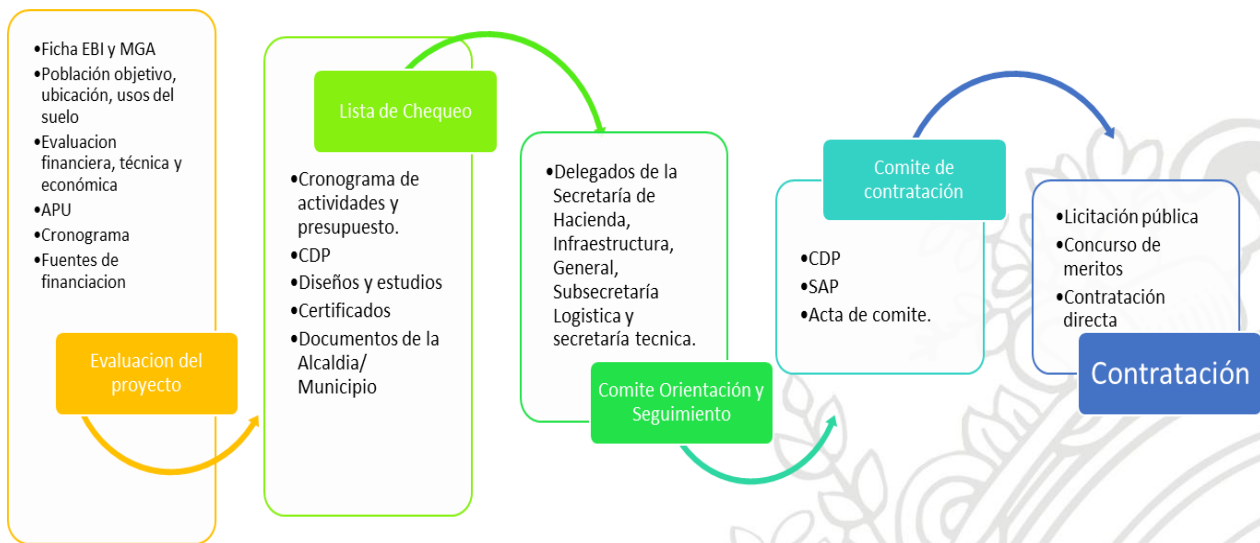 •Ficha EBI y MGA
•Población objetivo,
ubicación, usos del
suelo
•Evaluacion
financiera, técnica y
económica
•APU
•Cronograma
•Fuentes de
financiacion
Evaluacion del
proyecto
Lista de Chequeo
•Cronograma de
actividades y
presupuesto.
•CDP
•Diseños y estudios
•Certificados
•Documentos de la
Alcaldia/
Municipio
•Delegados de la
Secretaría de
Hacienda,
Infraestructura,
General,
Subsecretaría
Logistica y
secretaría tecnica.
Comite Orientación y
Seguimiento
Comite de
contratación
•CDP
•SAP
•Acta de comite.
•Licitación pública
•Concurso de
meritos
•Contratación
directa
Contratación